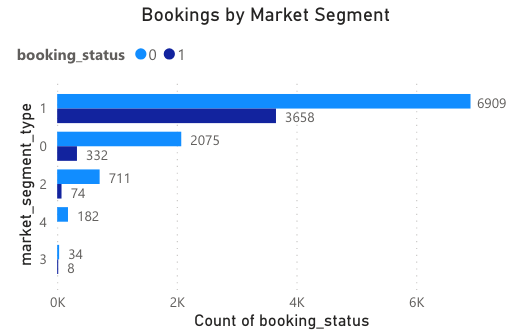 Bookings by Market Segment
booking_status 0 1
market_segment_type
1 6909
3658
0 2075
332
2 711
74
4 182
3 34
8
0K 2K 4K 6K
Count of booking_status